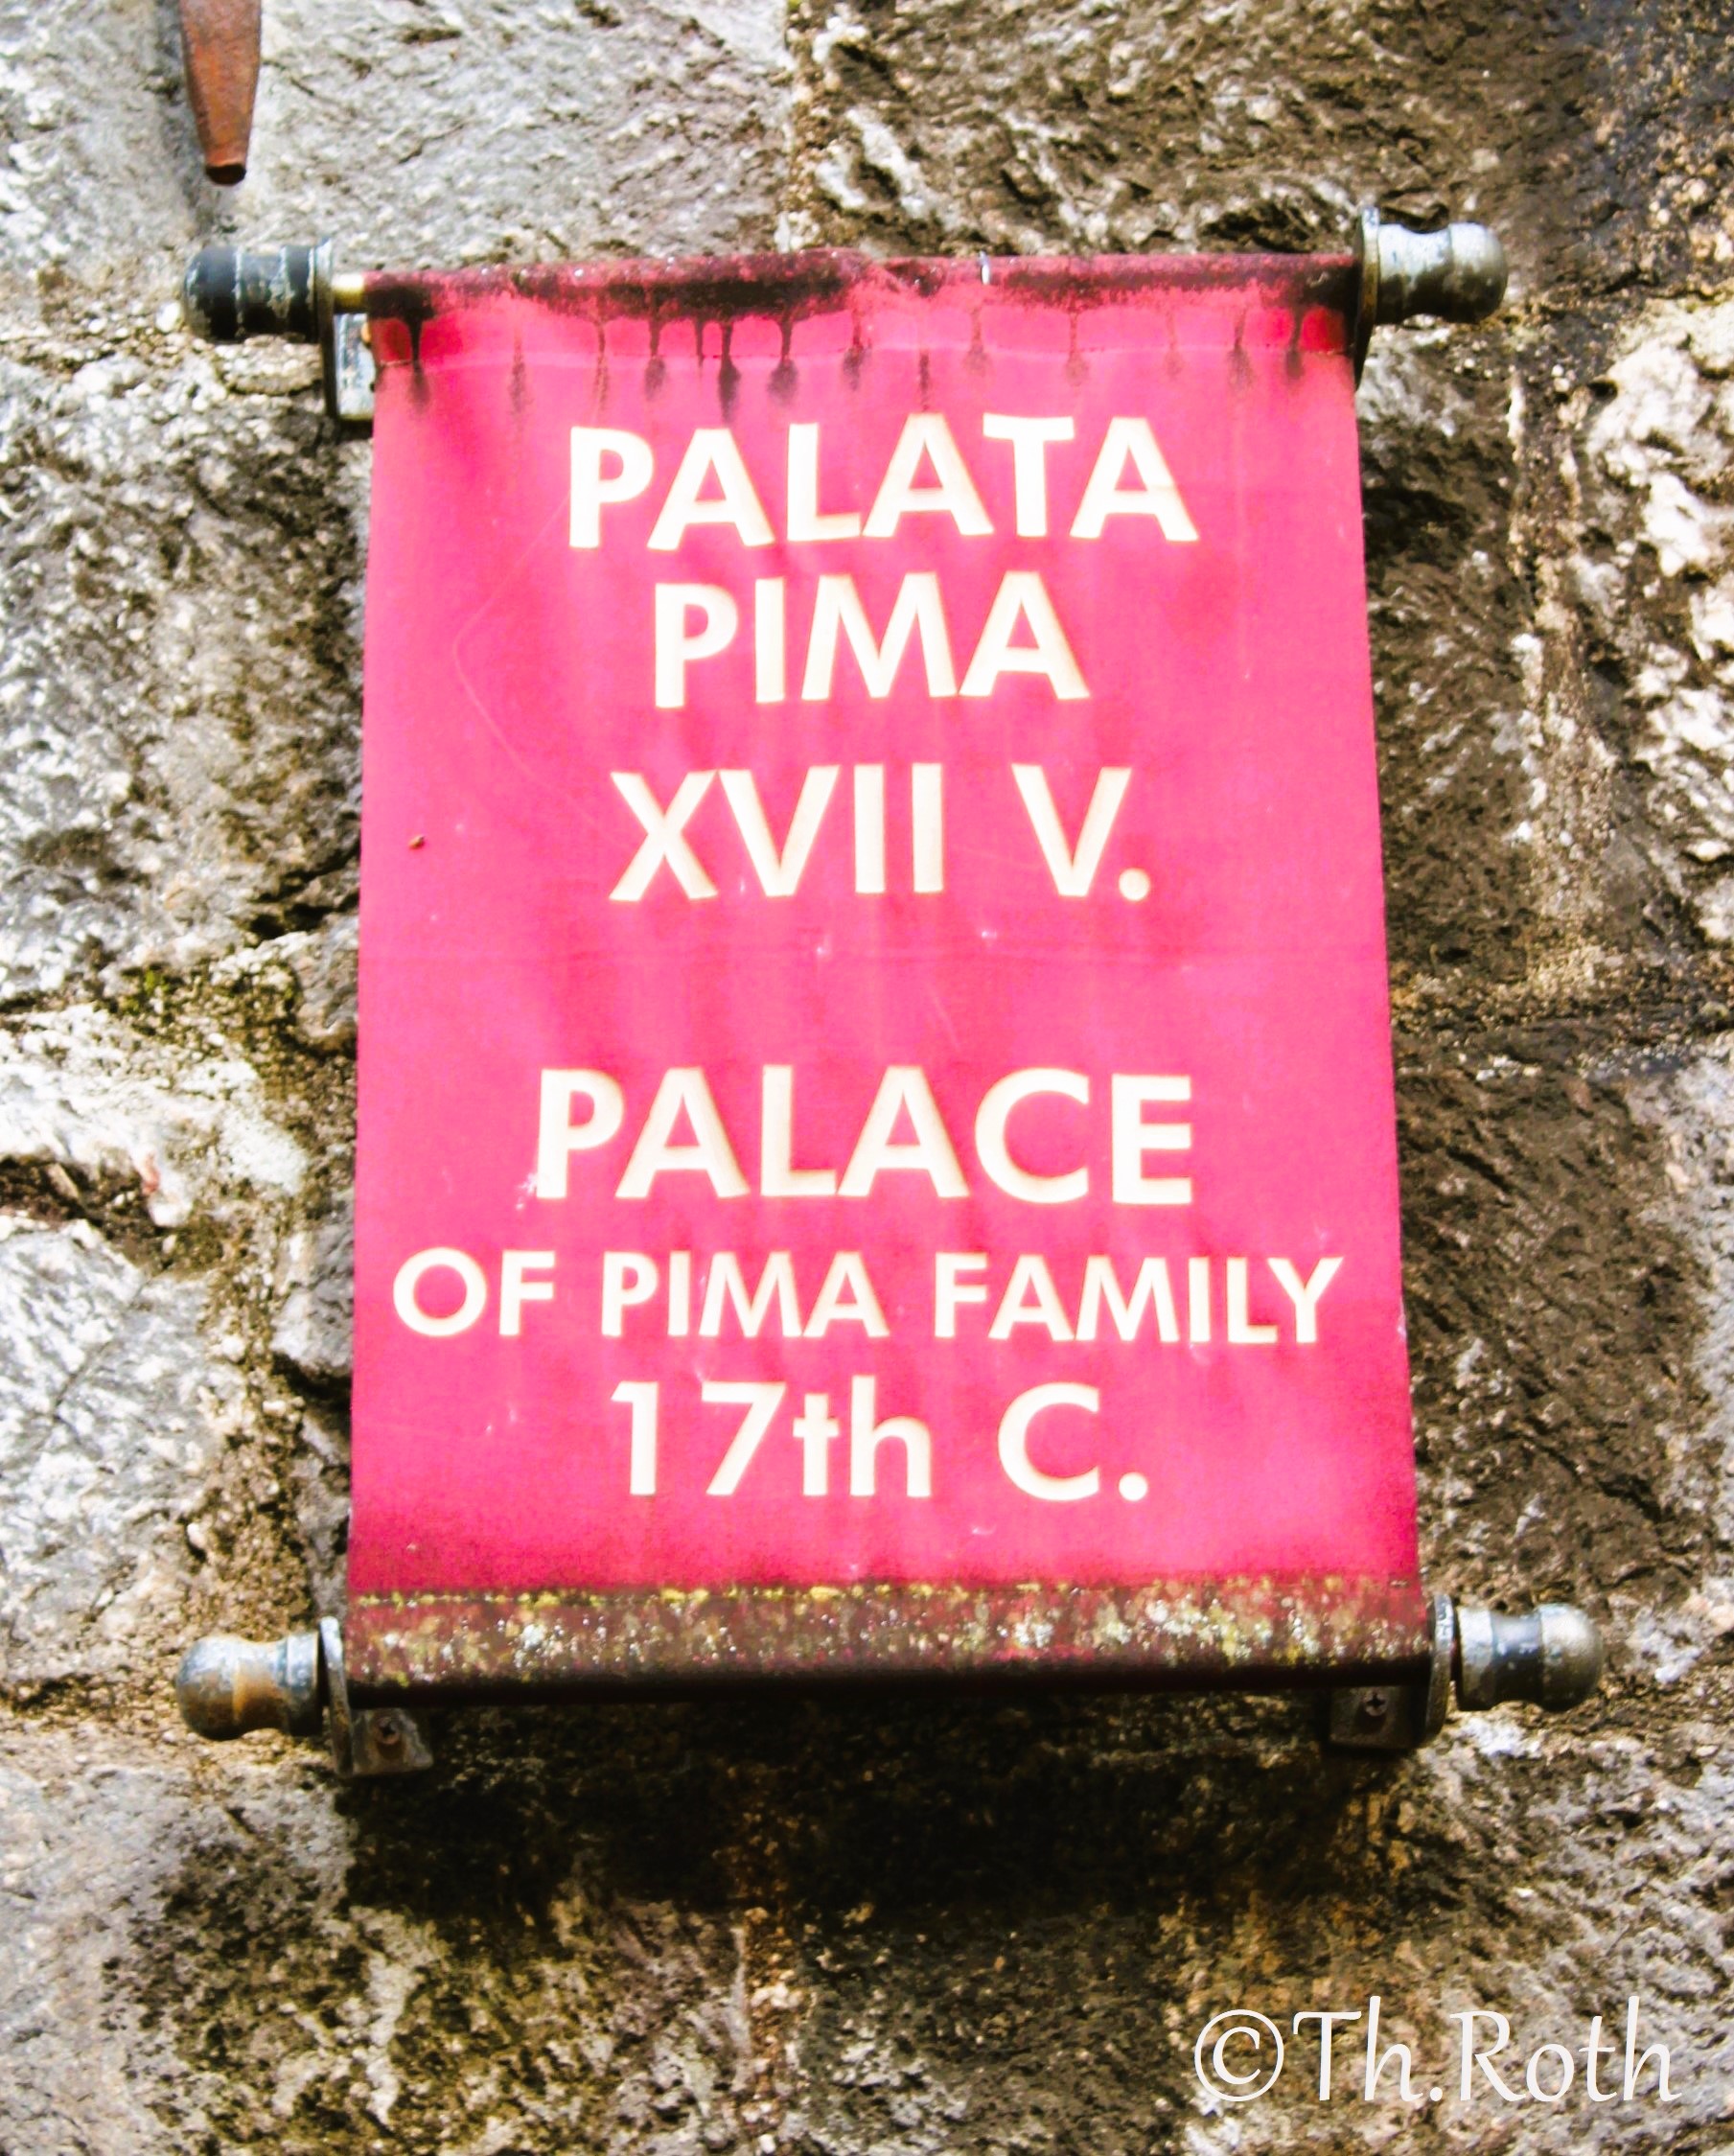 PALATA
PIMA
XVII V.
PALACE
OF PIMA FAMILY
17th C.
©Th.Roth